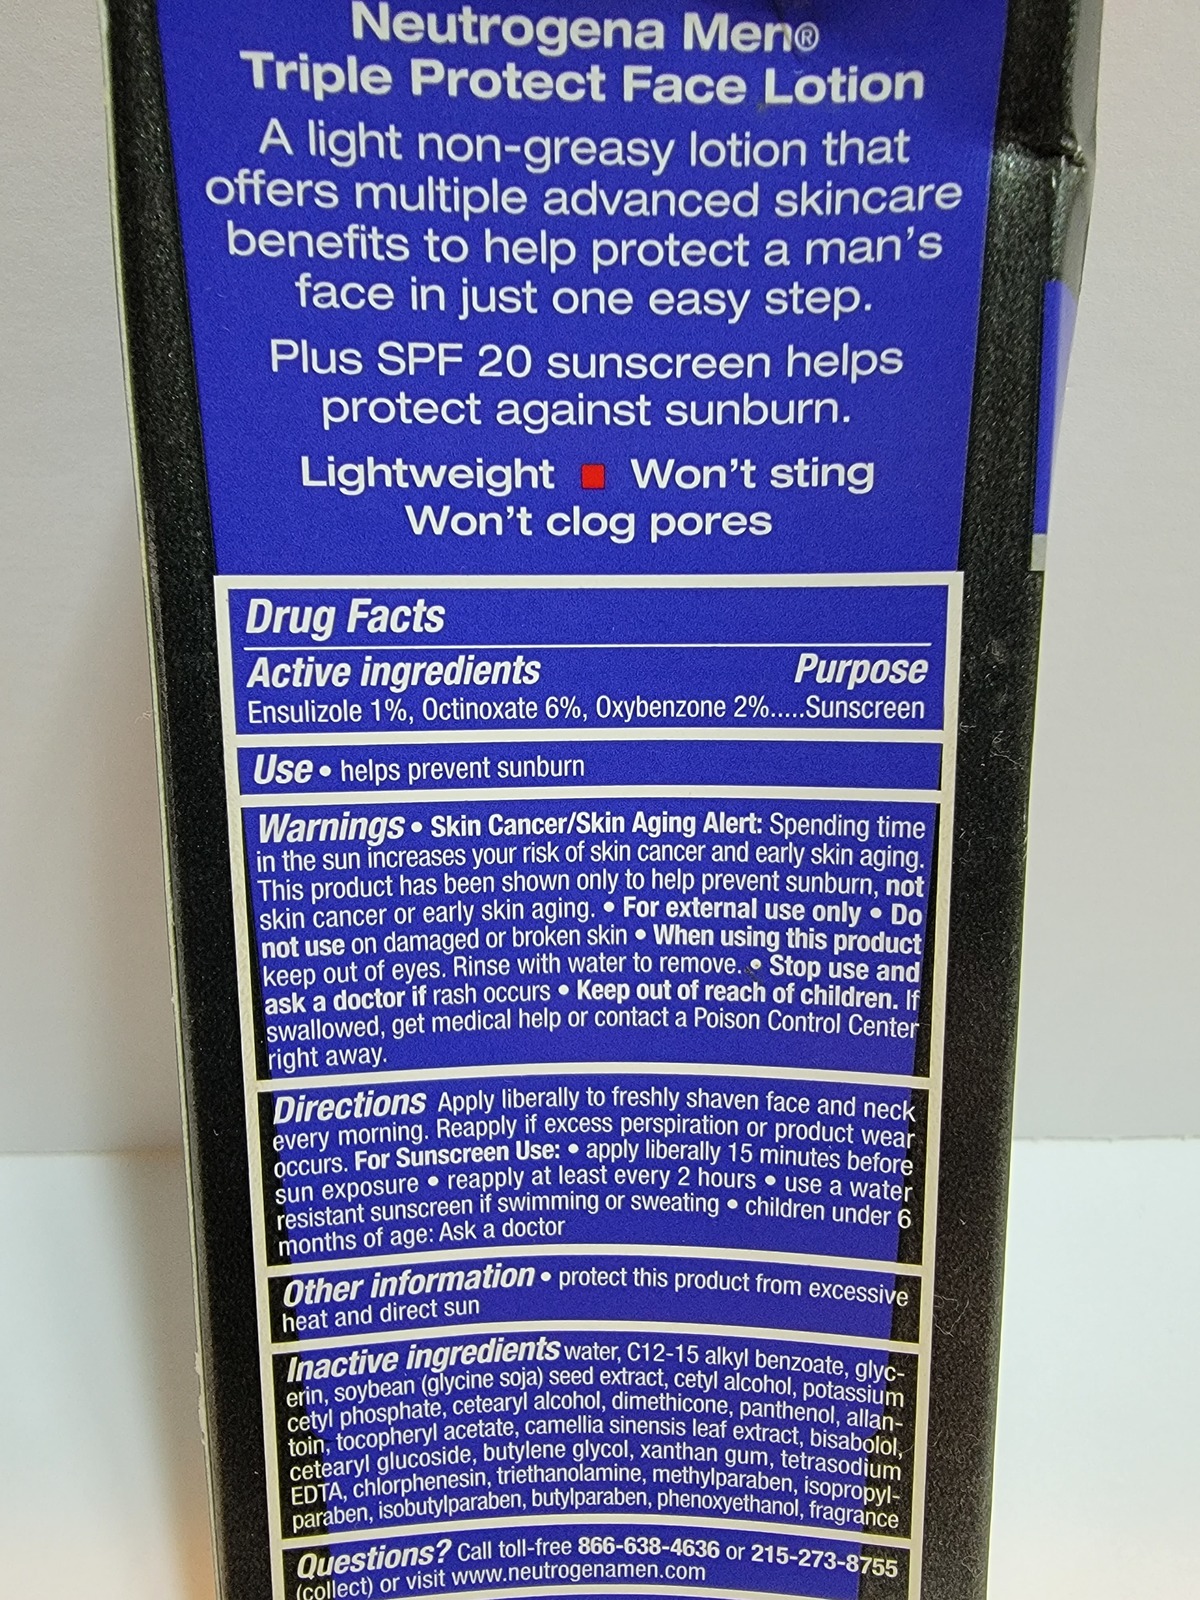 Neutrogena Men®
Triple Protect Face Lotion
A light non-greasy lotion that
offers multiple advanced skincare
benefits to help protect a man's
face in just one easy step.
Plus SPF 20 sunscreen helps
protect against sunburn.
Lightweight ■ Won't sting
Won't clog pores
Drug Facts
Active ingredients Purpose
Ensulizole 1%, Octinoxate 6%, Oxybenzone 2%.....Sunscreen
Use • helps prevent sunburn
Warnings • Skin Cancer/Skin Aging Alert: Spending time
in the sun increases your risk of skin cancer and early skin aging.
This product has been shown only to help prevent sunburn, not
skin cancer or early skin aging. • For external use only • Do
not use on damaged or broken skin • When using this product
keep out of eyes. Rinse with water to remove. • Stop use and
ask a doctor if rash occurs • Keep out of reach of children. If
swallowed, get medical help or contact a Poison Control Center
right away.
Directions Apply liberally to freshly shaven face and neck
every morning. Reapply if excess perspiration or product wear
occurs. For Sunscreen Use: • apply liberally 15 minutes before
sun exposure • reapply at least every 2 hours • use a water
resistant sunscreen if swimming or sweating • children under 6
months of age: Ask a doctor
Other information • protect this product from excessive
heat and direct sun
Inactive ingredients water, C12-15 alkyl benzoate, glyc-
erin, soybean (glycine soja) seed extract, cetyl alcohol, potassium
cetyl phosphate, cetearyl alcohol, dimethicone, panthenol, allan-
toin, tocopheryl acetate, camellia sinensis leaf extract, bisabolol,
cetearyl glucoside, butylene glycol, xanthan gum, tetrasodium
EDTA, chlorphenesin, triethanolamine, methylparaben, isopropyl-
paraben, isobutylparaben, butylparaben, phenoxyethanol, fragrance
Questions? Call toll-free 866-638-4636 or 215-273-8755
(collect) or visit www.neutrogenamen.com